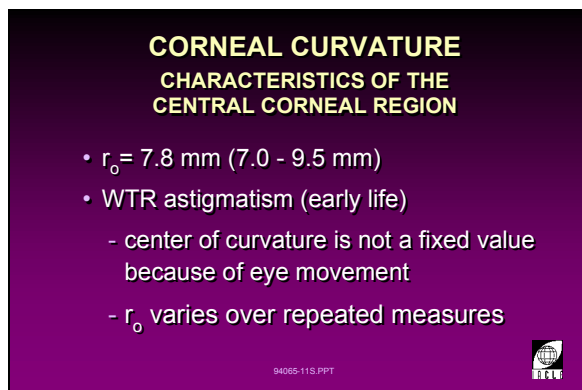 CORNEAL CURVATURE
CHARACTERISTICS OF THE
CENTRAL CORNEAL REGION
• ro= 7.8 mm (7.0 - 9.5 mm)
• WTR astigmatism (early life)
- center of curvature is not a fixed value
because of eye movement
- ro varies over repeated measures
94065-11S.PPT
IACLE